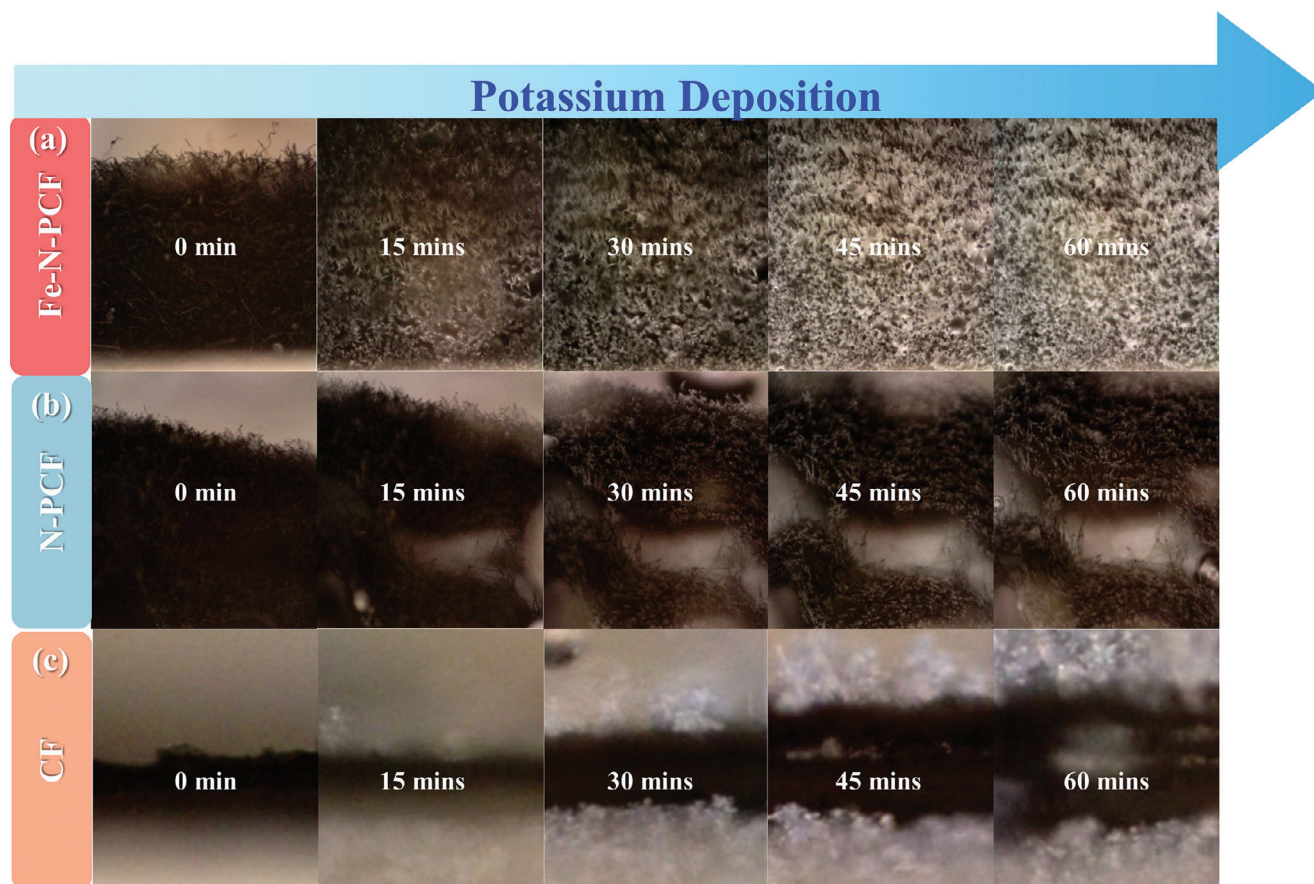 Potassium Deposition
(a)
Fe-N-PCF
0 min
15 mins
30 mins
45 mins
60 mins
(b)
N-PCF
0 min
15 mins
30 mins
45 mins
60 mins
(c)
CF
0 min
15 mins
30 mins
45 mins
60 mins